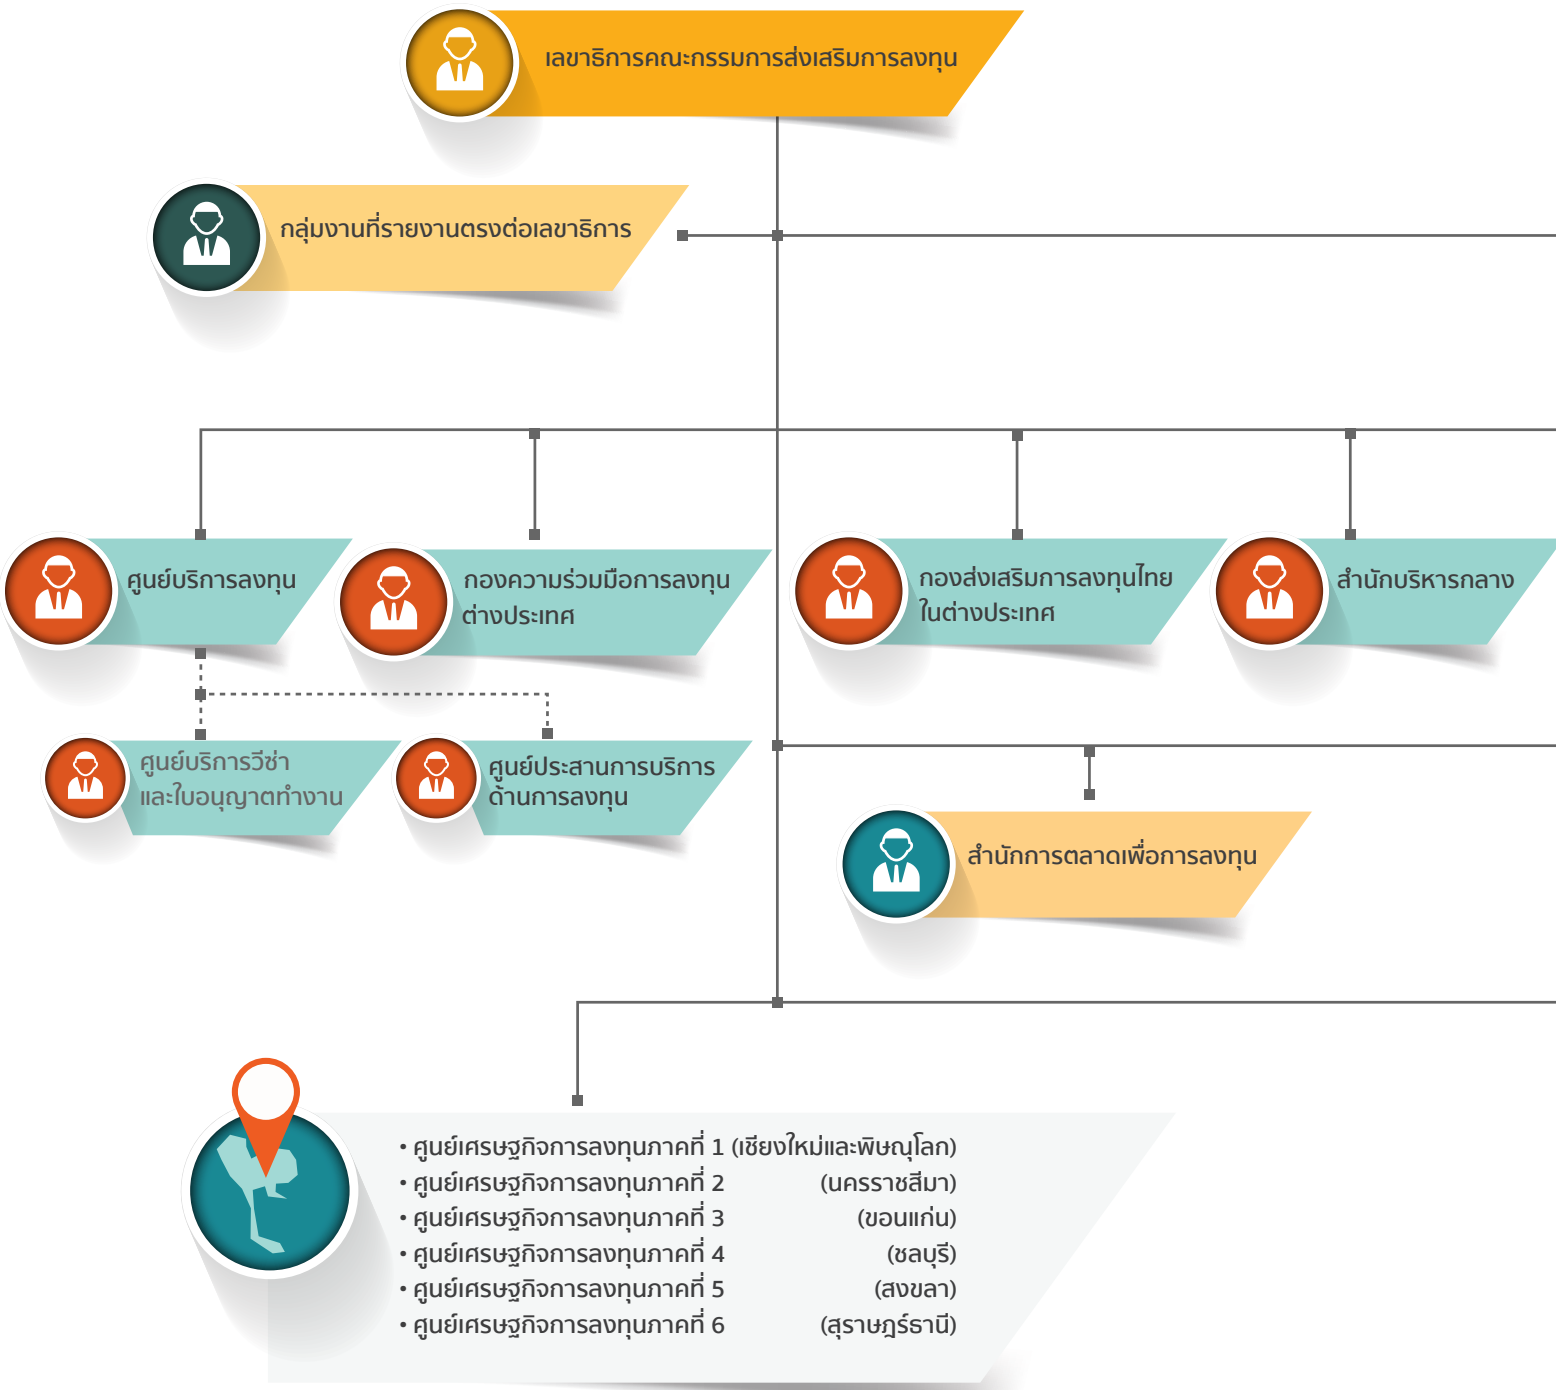 เลขาธิการคณะกรรมการส่งเสริมการลงทุน
กลุ่มงานที่รายงานตรงต่อเลขาธิการ
ศูนย์บริการลงทุน
กองความร่วมมือการลงทุน
ต่างประเทศ
กองส่งเสริมการลงทุนไทย
ในต่างประเทศ
สำนักบริหารกลาง
ศูนย์บริการวีซ่า
และใบอนุญาตทำงาน
ศูนย์ประสานการบริการ
ด้านการลงทุน
สำนักการตลาดเพื่อการลงทุน
• ศูนย์เศรษฐกิจการลงทุนภาคที่ 1 (เชียงใหม่และพิษณุโลก)
• ศูนย์เศรษฐกิจการลงทุนภาคที่ 2 (นครราชสีมา)
• ศูนย์เศรษฐกิจการลงทุนภาคที่ 3 (ขอนแก่น)
• ศูนย์เศรษฐกิจการลงทุนภาคที่ 4 (ชลบุรี)
• ศูนย์เศรษฐกิจการลงทุนภาคที่ 5 (สงขลา)
• ศูนย์เศรษฐกิจการลงทุนภาคที่ 6 (สุราษฎร์ธานี)